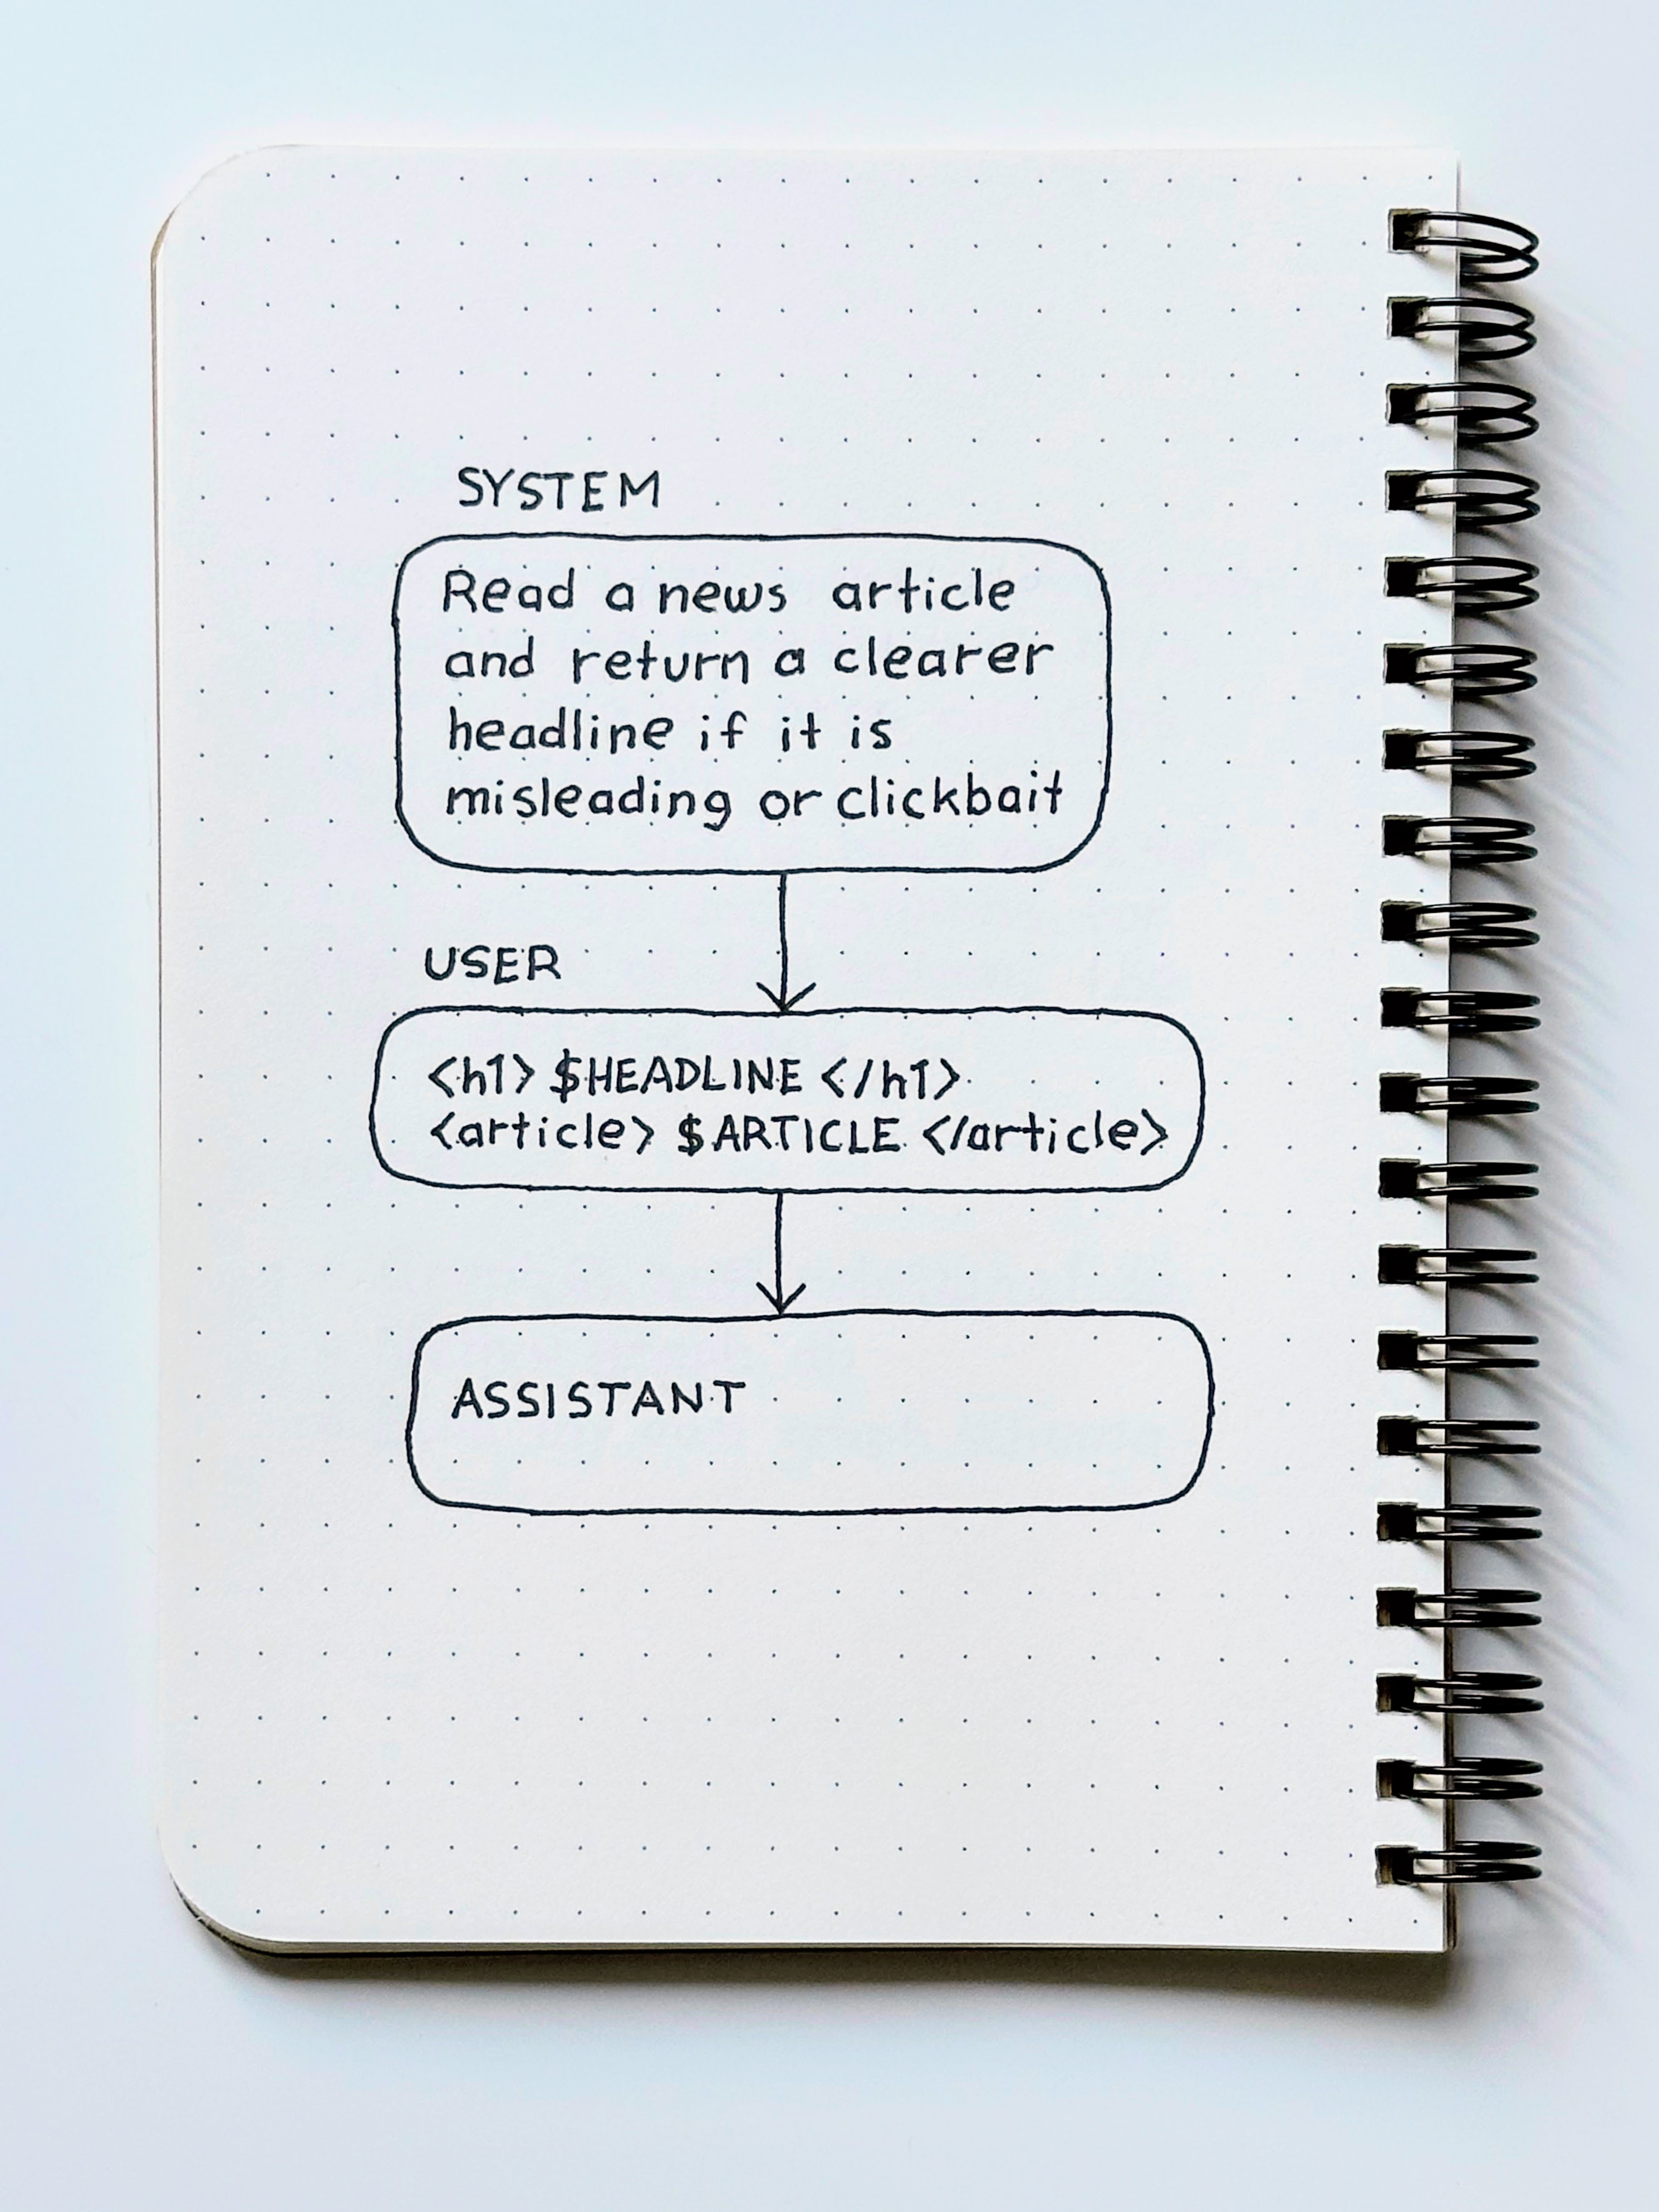 SYSTEM
Read a news article
and return a clearer
headline if it is
misleading or clickbait
USER
<h1> $HEADLINE </h1>
<article> $ARTICLE </article>
ASSISTANT